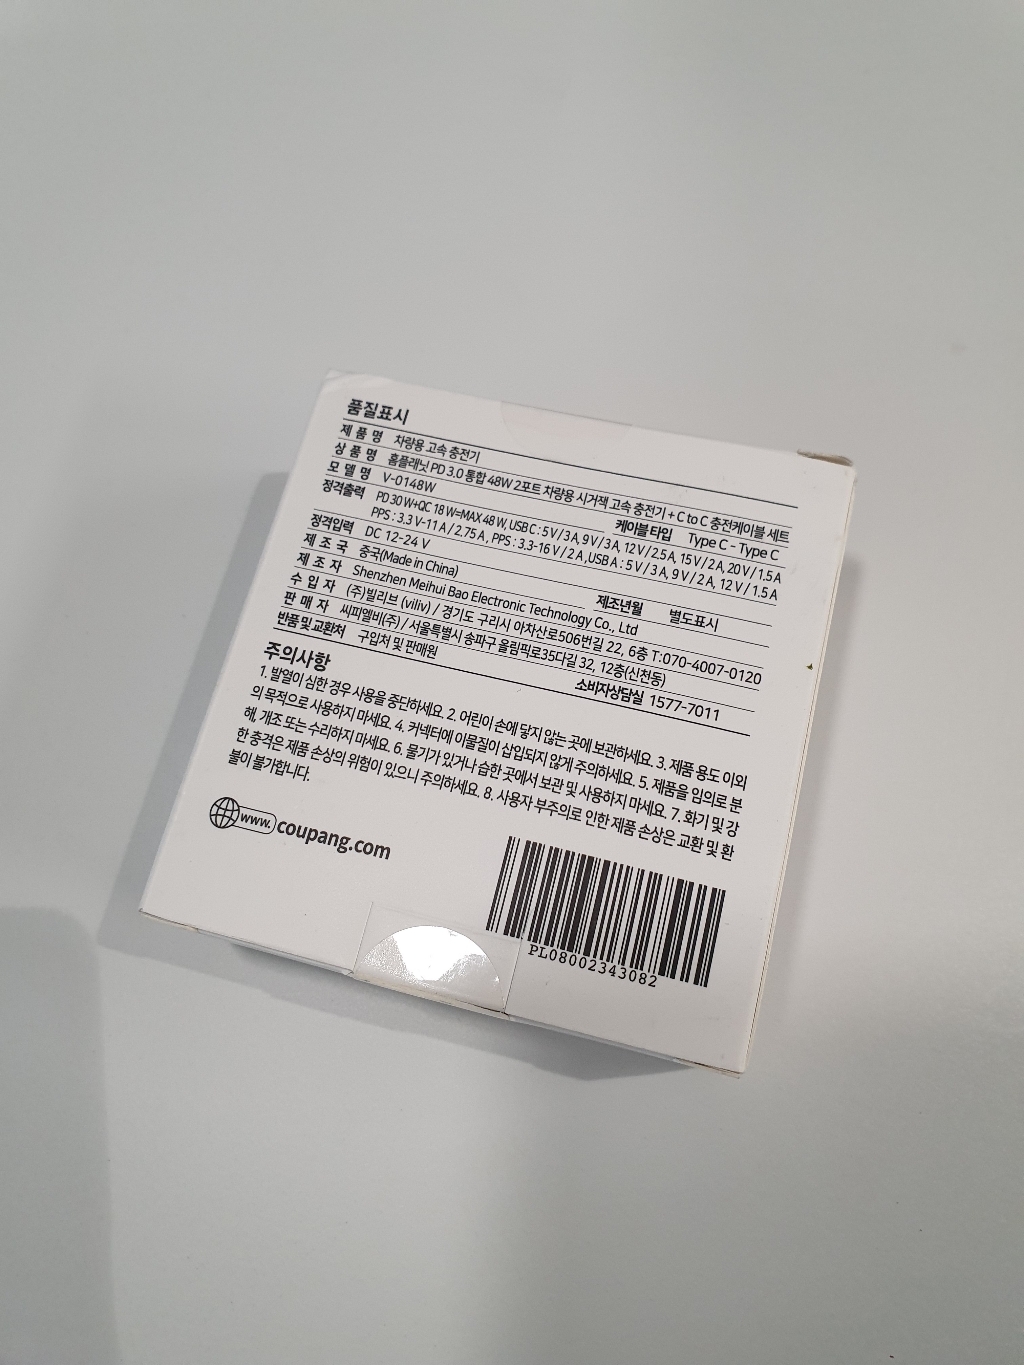 품질표시
제 품 명 차량용 고속 충전기
상 품 명 홈플래닛 PD 3.0 통합 48W 2포트 차량용 시거잭 고속 충전기 + C to C 충전케이블 세트
모 델 명 V-0148W 케이블 타입 Type C - Type C
정격출력 PD 30 W+QC 18 W=MAX 48 W, USB C : 5 V / 3 A, 9 V / 3 A, 12 V / 2.5 A, 15 V / 2 A, 20 V / 1.5 A
PPS : 3.3 V-11 A / 2.75 A , PPS : 3.3-16 V / 2 A ,USB A : 5 V / 3 A, 9 V / 2 A, 12 V / 1.5 A
정격입력 DC 12-24 V
제 조 국 중국(Made in China) 제조년월 별도표시
제 조 자 Shenzhen Meihui Bao Electronic Technology Co., Ltd
수 입 자 (주)빌리브 (viliv) / 경기도 구리시 아차산로506번길 22, 6층 T:070-4007-0120
판 매 자 씨피엘비(주) / 서울특별시 송파구 올림픽로35다길 32, 12층(신천동)
반품 및 교환처 구입처 및 판매원 소비자상담실 1577-7011
주의사항
1. 발열이 심한 경우 사용을 중단하세요. 2. 어린이 손에 닿지 않는 곳에 보관하세요. 3. 제품 용도 이외
의 목적으로 사용하지 마세요. 4. 커넥터에 이물질이 삽입되지 않게 주의하세요. 5. 제품을 임의로 분
해, 개조 또는 수리하지 마세요. 6. 물기가 있거나 습한 곳에서 보관 및 사용하지 마세요. 7. 화기 및 강
한 충격은 제품 손상의 위험이 있으니 주의하세요. 8. 사용자 부주의로 인한 제품 손상은 교환 및 환
불이 불가합니다.
www. coupang.com
PL08002343082